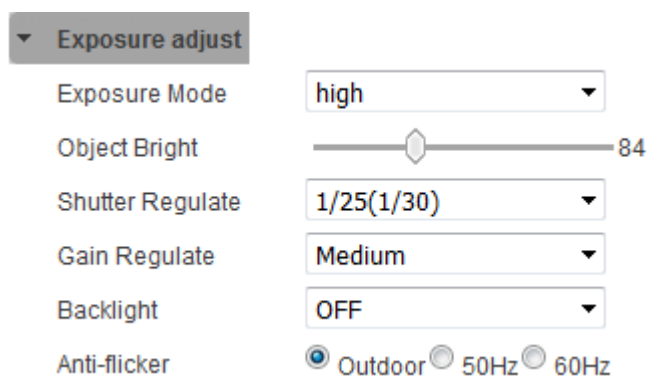 Exposure adjust
Exposure Mode high
Object Bright 84
Shutter Regulate 1/25(1/30)
Gain Regulate Medium
Backlight OFF
Anti-flicker Outdoor 50Hz 60Hz